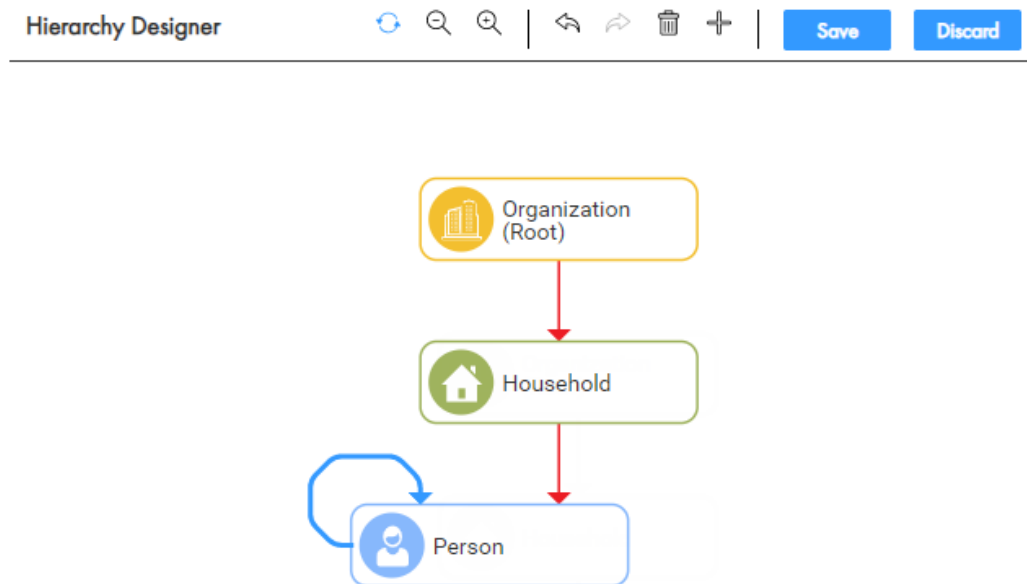 Hierarchy Designer
Save
Discard
Organization
(Root)
Household
Person